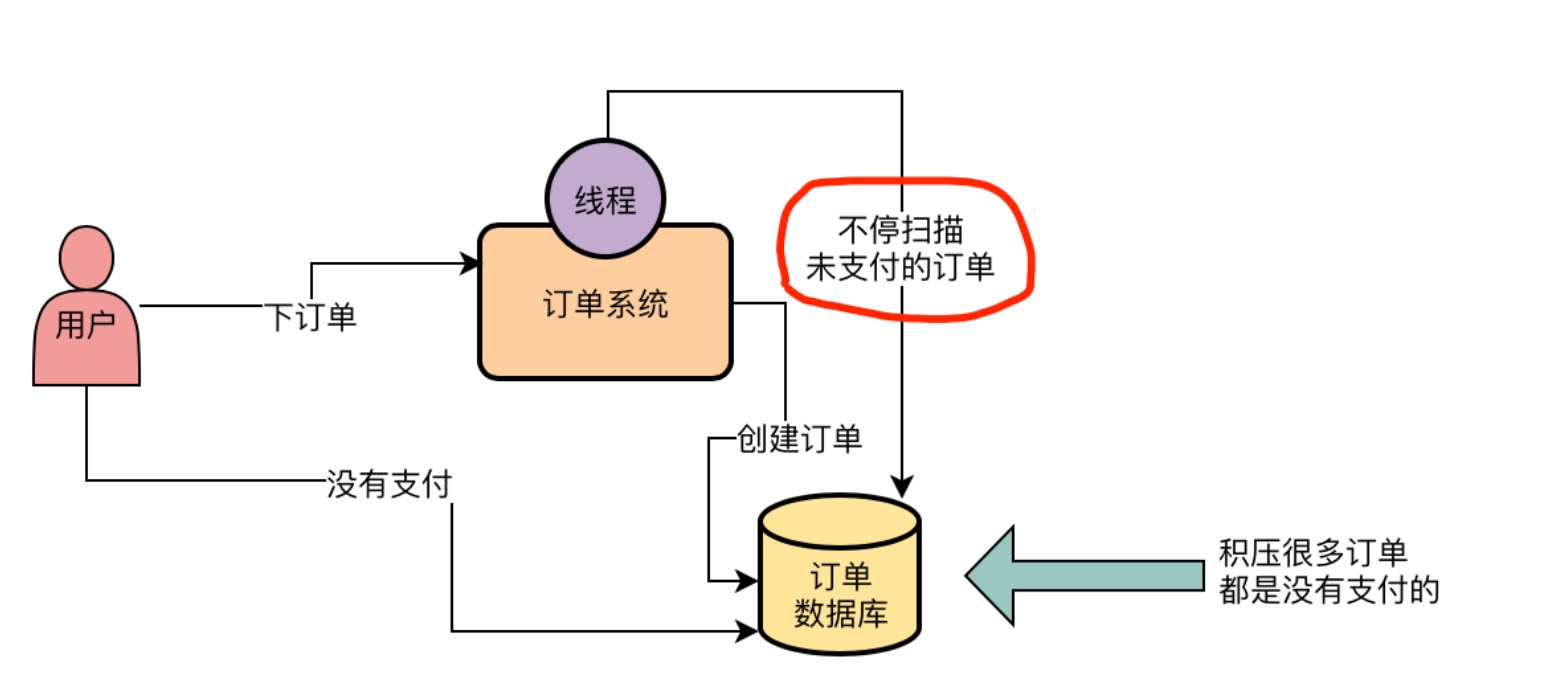 线程
不停扫描
未支付的订单
用户
下订单
订单系统
创建订单
没有支付
订单
数据库
积压很多订单
都是没有支付的